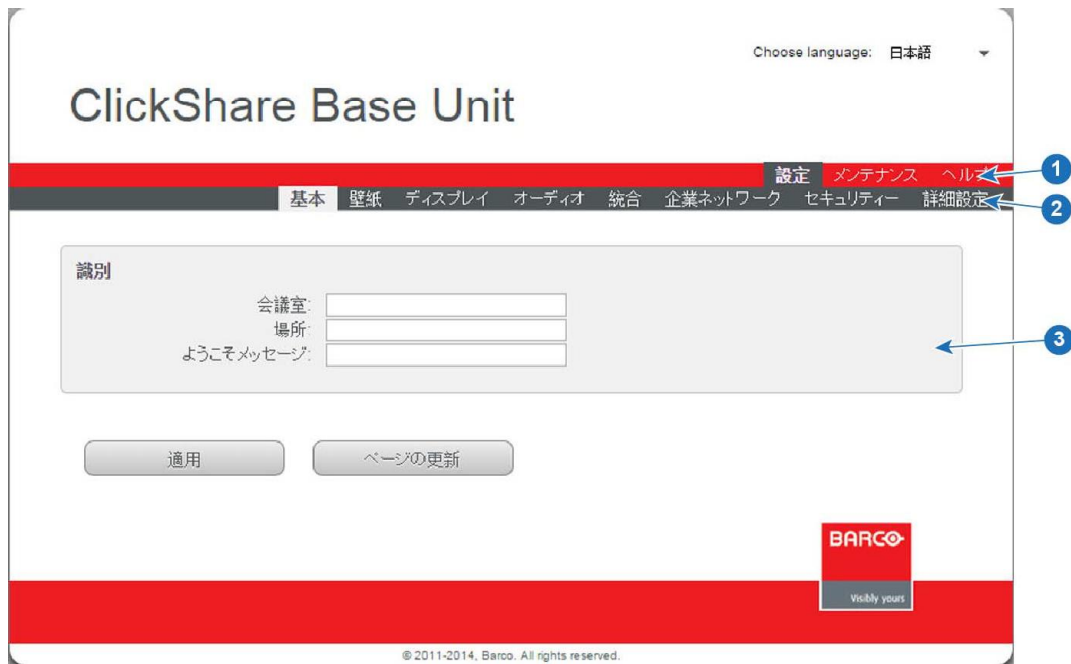 Choose language: 日本語
ClickShare Base Unit
設定 メンテナンス ヘルプ 1
基本 壁紙 ディスプレイ オーディオ 統合 企業ネットワーク セキュリティー 詳細設定 2
識別
会議室:
場所:
ようこそメッセージ:
3
適用 ページの更新
BARCO
Visibly yours
© 2011-2014, Barco. All rights reserved.